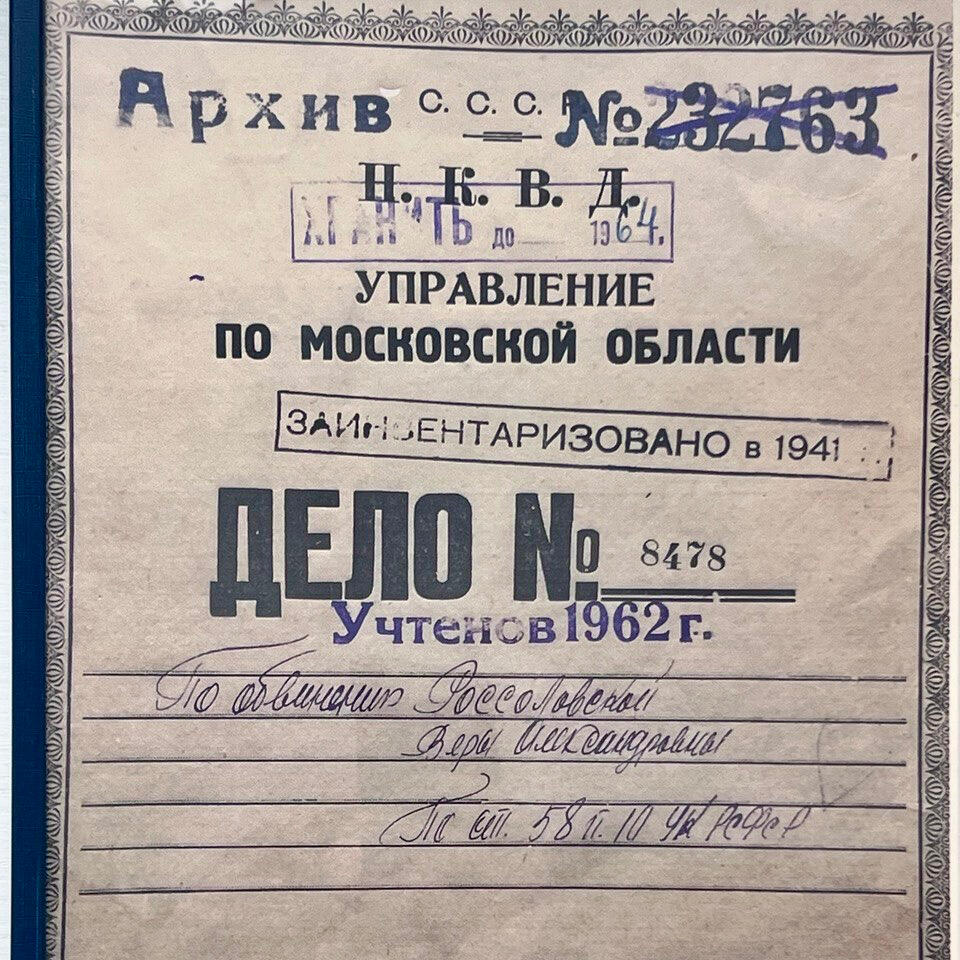 Архив С. С. С. Р. №232763
Н. К. В. Д.
ХРАНИТЬ до 1964 г.
УПРАВЛЕНИЕ
ПО МОСКОВСКОЙ ОБЛАСТИ
ЗАИНВЕНТАРИЗОВАНО в 1941
ДЕЛО № 8478
Учтено в 1962 г.
По обвинению Россоловской
Веры Александровны
По ст. 58 п. 10 УК РСФСР